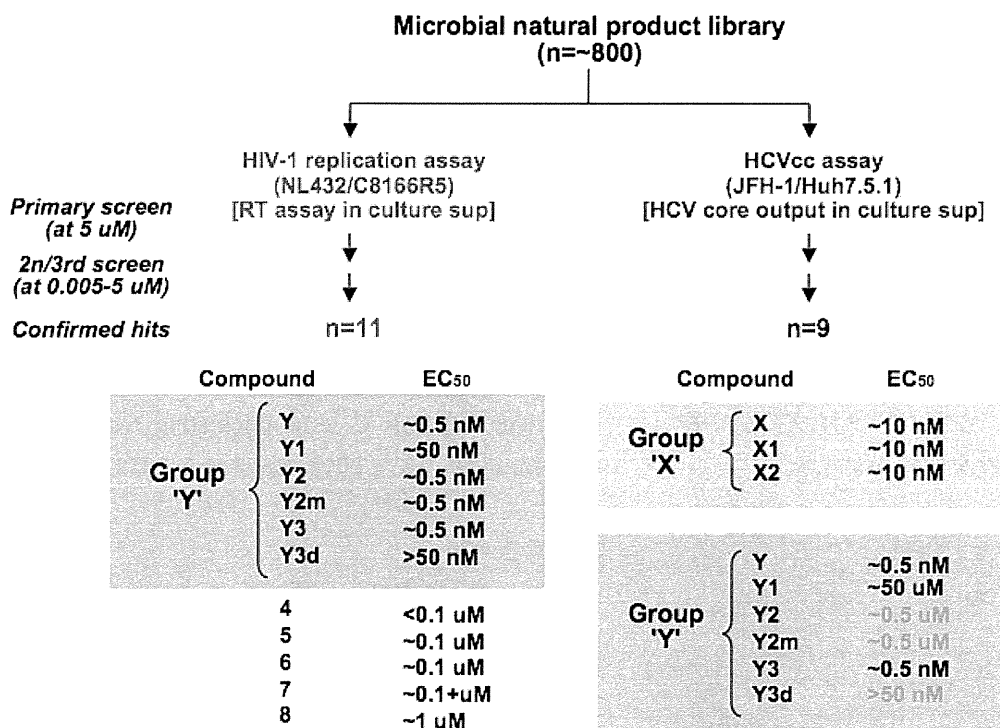 Microbial natural product library
(n=~800)
HIV-1 replication assay
(NL432/C8166R5)
[RT assay in culture sup]
HCVcc assay
(JFH-1/Huh7.5.1)
[HCV core output in culture sup]
Primary screen
(at 5 uM)
2n/3rd screen
(at 0.005-5 uM)
Confirmed hits
n=11
n=9
Compound EC50
Group
'Y'
Y ~0.5 nM
Y1 ~50 nM
Y2 ~0.5 nM
Y2m ~0.5 nM
Y3 ~0.5 nM
Y3d >50 nM
4 <0.1 uM
5 ~0.1 uM
6 ~0.1 uM
7 ~0.1+uM
8 ~1 uM
Compound EC50
Group
'X'
X ~10 nM
X1 ~10 nM
X2 ~10 nM
Group
'Y'
Y ~0.5 nM
Y1 ~50 uM
Y2 ~0.5 uM
Y2m ~0.5 uM
Y3 ~0.5 nM
Y3d >50 nM